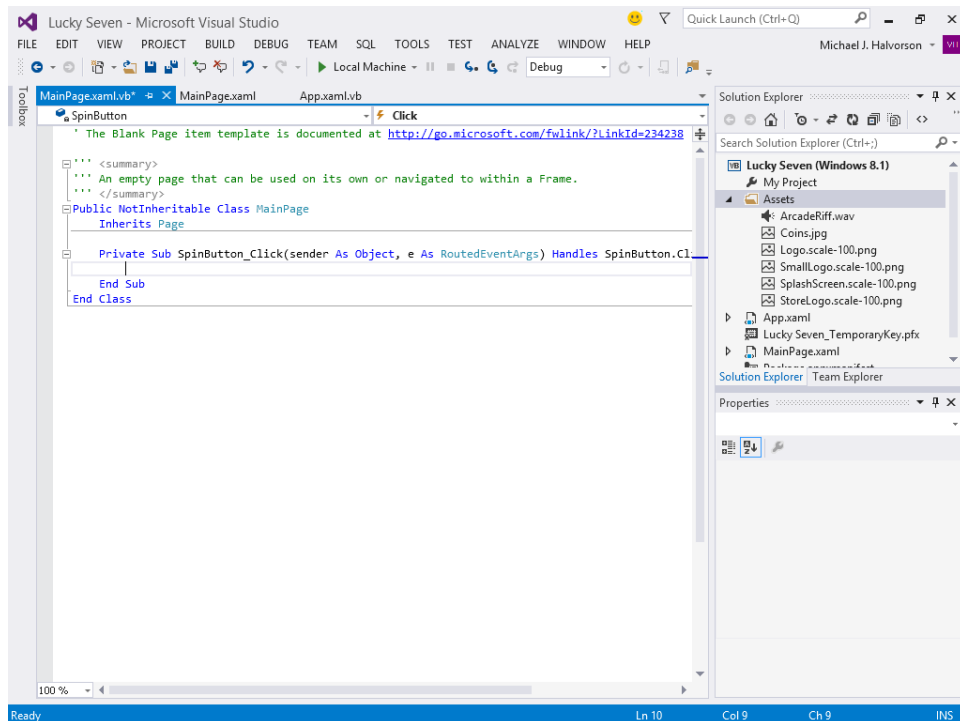 Lucky Seven - Microsoft Visual Studio
Quick Launch (Ctrl+Q)
FILE EDIT VIEW PROJECT BUILD DEBUG TEAM SQL TOOLS TEST ANALYZE WINDOW HELP
Michael J. Halvorson
Local Machine
Debug
Toolbox
MainPage.xaml.vb* MainPage.xaml App.xaml.vb
SpinButton
Click
' The Blank Page item template is documented at http://go.microsoft.com/fwlink/?LinkId=234238
''' <summary>
''' An empty page that can be used on its own or navigated to within a Frame.
''' </summary>
Public NotInheritable Class MainPage
Inherits Page
Private Sub SpinButton_Click(sender As Object, e As RoutedEventArgs) Handles SpinButton.Cl
End Sub
End Class
100 %
Solution Explorer
Search Solution Explorer (Ctrl+;)
VB Lucky Seven (Windows 8.1)
My Project
Assets
ArcadeRiff.wav
Coins.jpg
Logo.scale-100.png
SmallLogo.scale-100.png
SplashScreen.scale-100.png
StoreLogo.scale-100.png
App.xaml
Lucky Seven_TemporaryKey.pfx
MainPage.xaml
Solution Explorer Team Explorer
Properties
Ready Ln 10 Col 9 Ch 9 INS